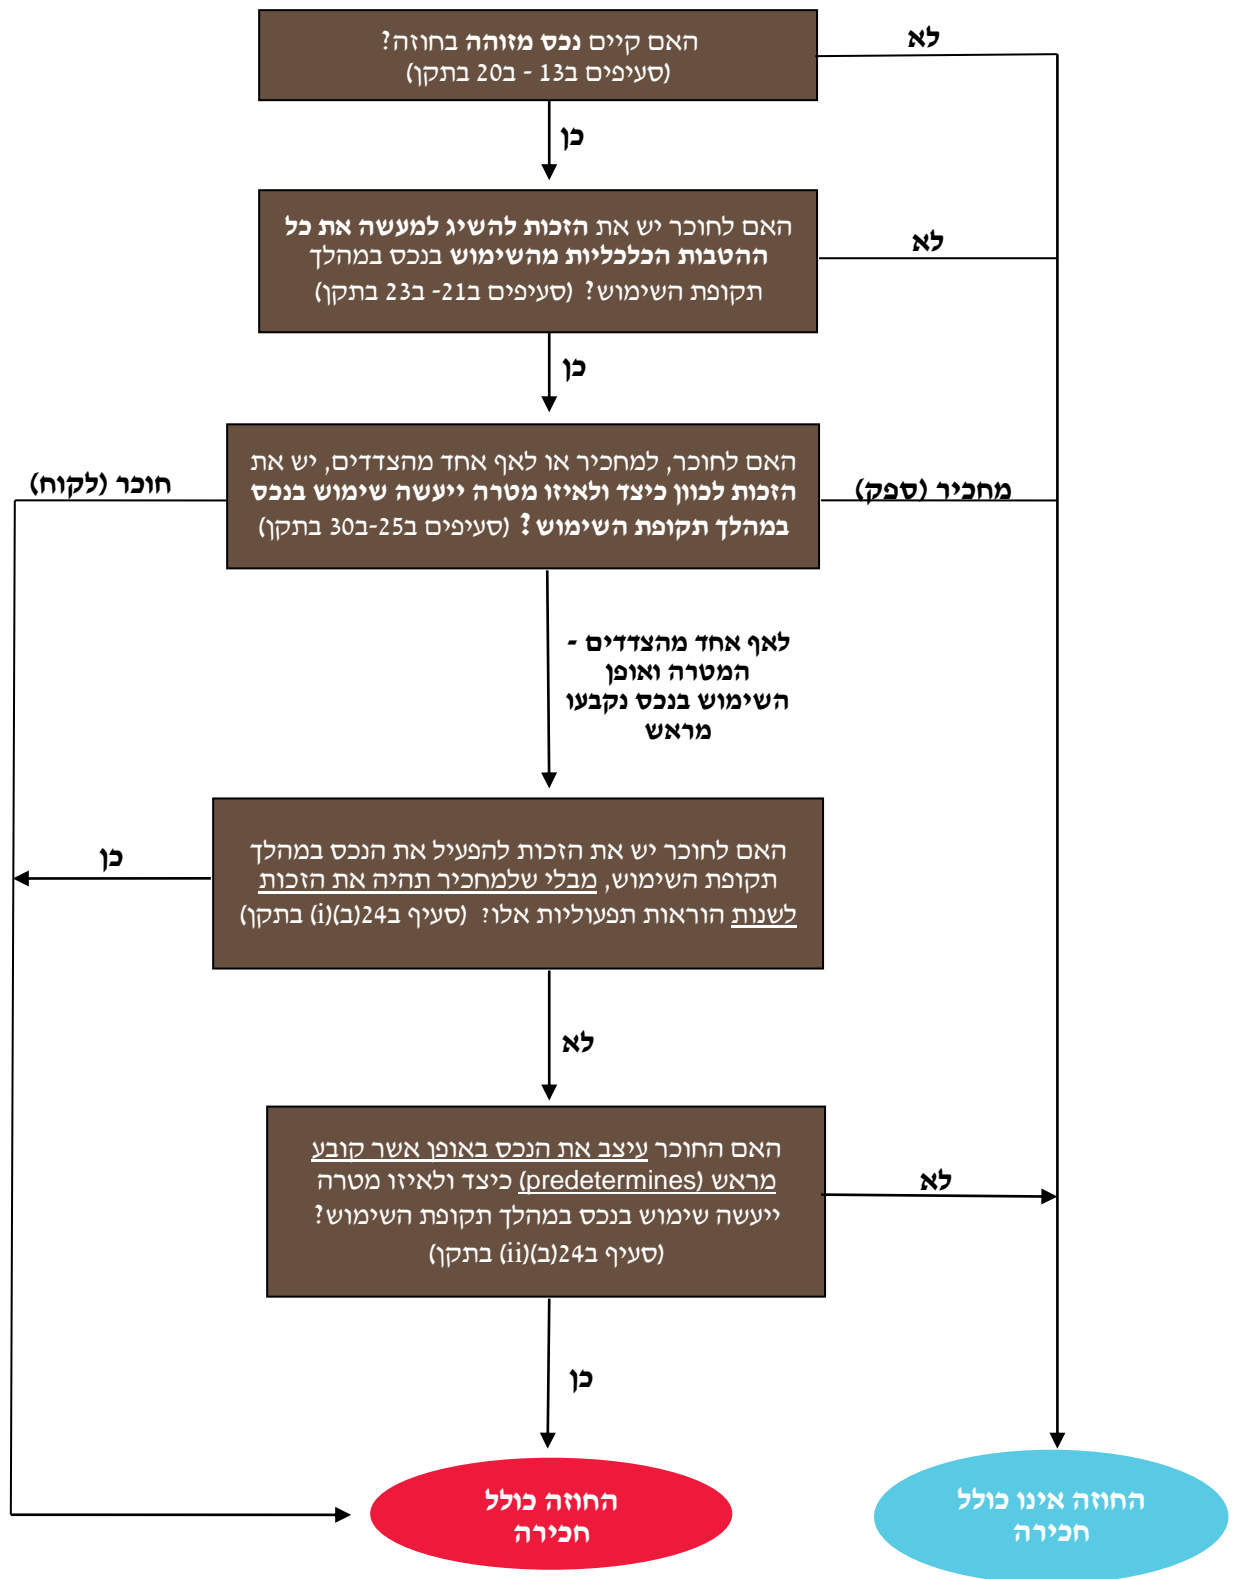 האם קיים נכס מזוהה בחוזה?
(סעיפים ב13 - ב20 בתקן)
לא
כן
האם לחוכר יש את הזכות להשיג למעשה את כל
ההטבות הכלכליות מהשימוש בנכס במהלך
תקופת השימוש? (סעיפים ב21- ב23 בתקן)
לא
כן
האם לחוכר, למחכיר או לאף אחד מהצדדים, יש את
הזכות לכוון כיצד ולאיזו מטרה ייעשה שימוש בנכס
במהלך תקופת השימוש? (סעיפים ב25-ב30 בתקן)
מחכיר (ספק)
חוכר (לקוח)
לאף אחד מהצדדים -
המטרה ואופן
השימוש בנכס נקבעו
מראש
האם לחוכר יש את הזכות להפעיל את הנכס במהלך
תקופת השימוש, מבלי שלמחכיר תהיה את הזכות
לשנות הוראות תפעוליות אלו? (סעיף ב24(ב)(i) בתקן)
כן
לא
האם החוכר עיצב את הנכס באופן אשר קובע
מראש (predetermines) כיצד ולאיזו מטרה
ייעשה שימוש בנכס במהלך תקופת השימוש?
(סעיף ב24(ב)(ii) בתקן)
לא
כן
החוזה אינו כולל
חכירה
החוזה כולל
חכירה